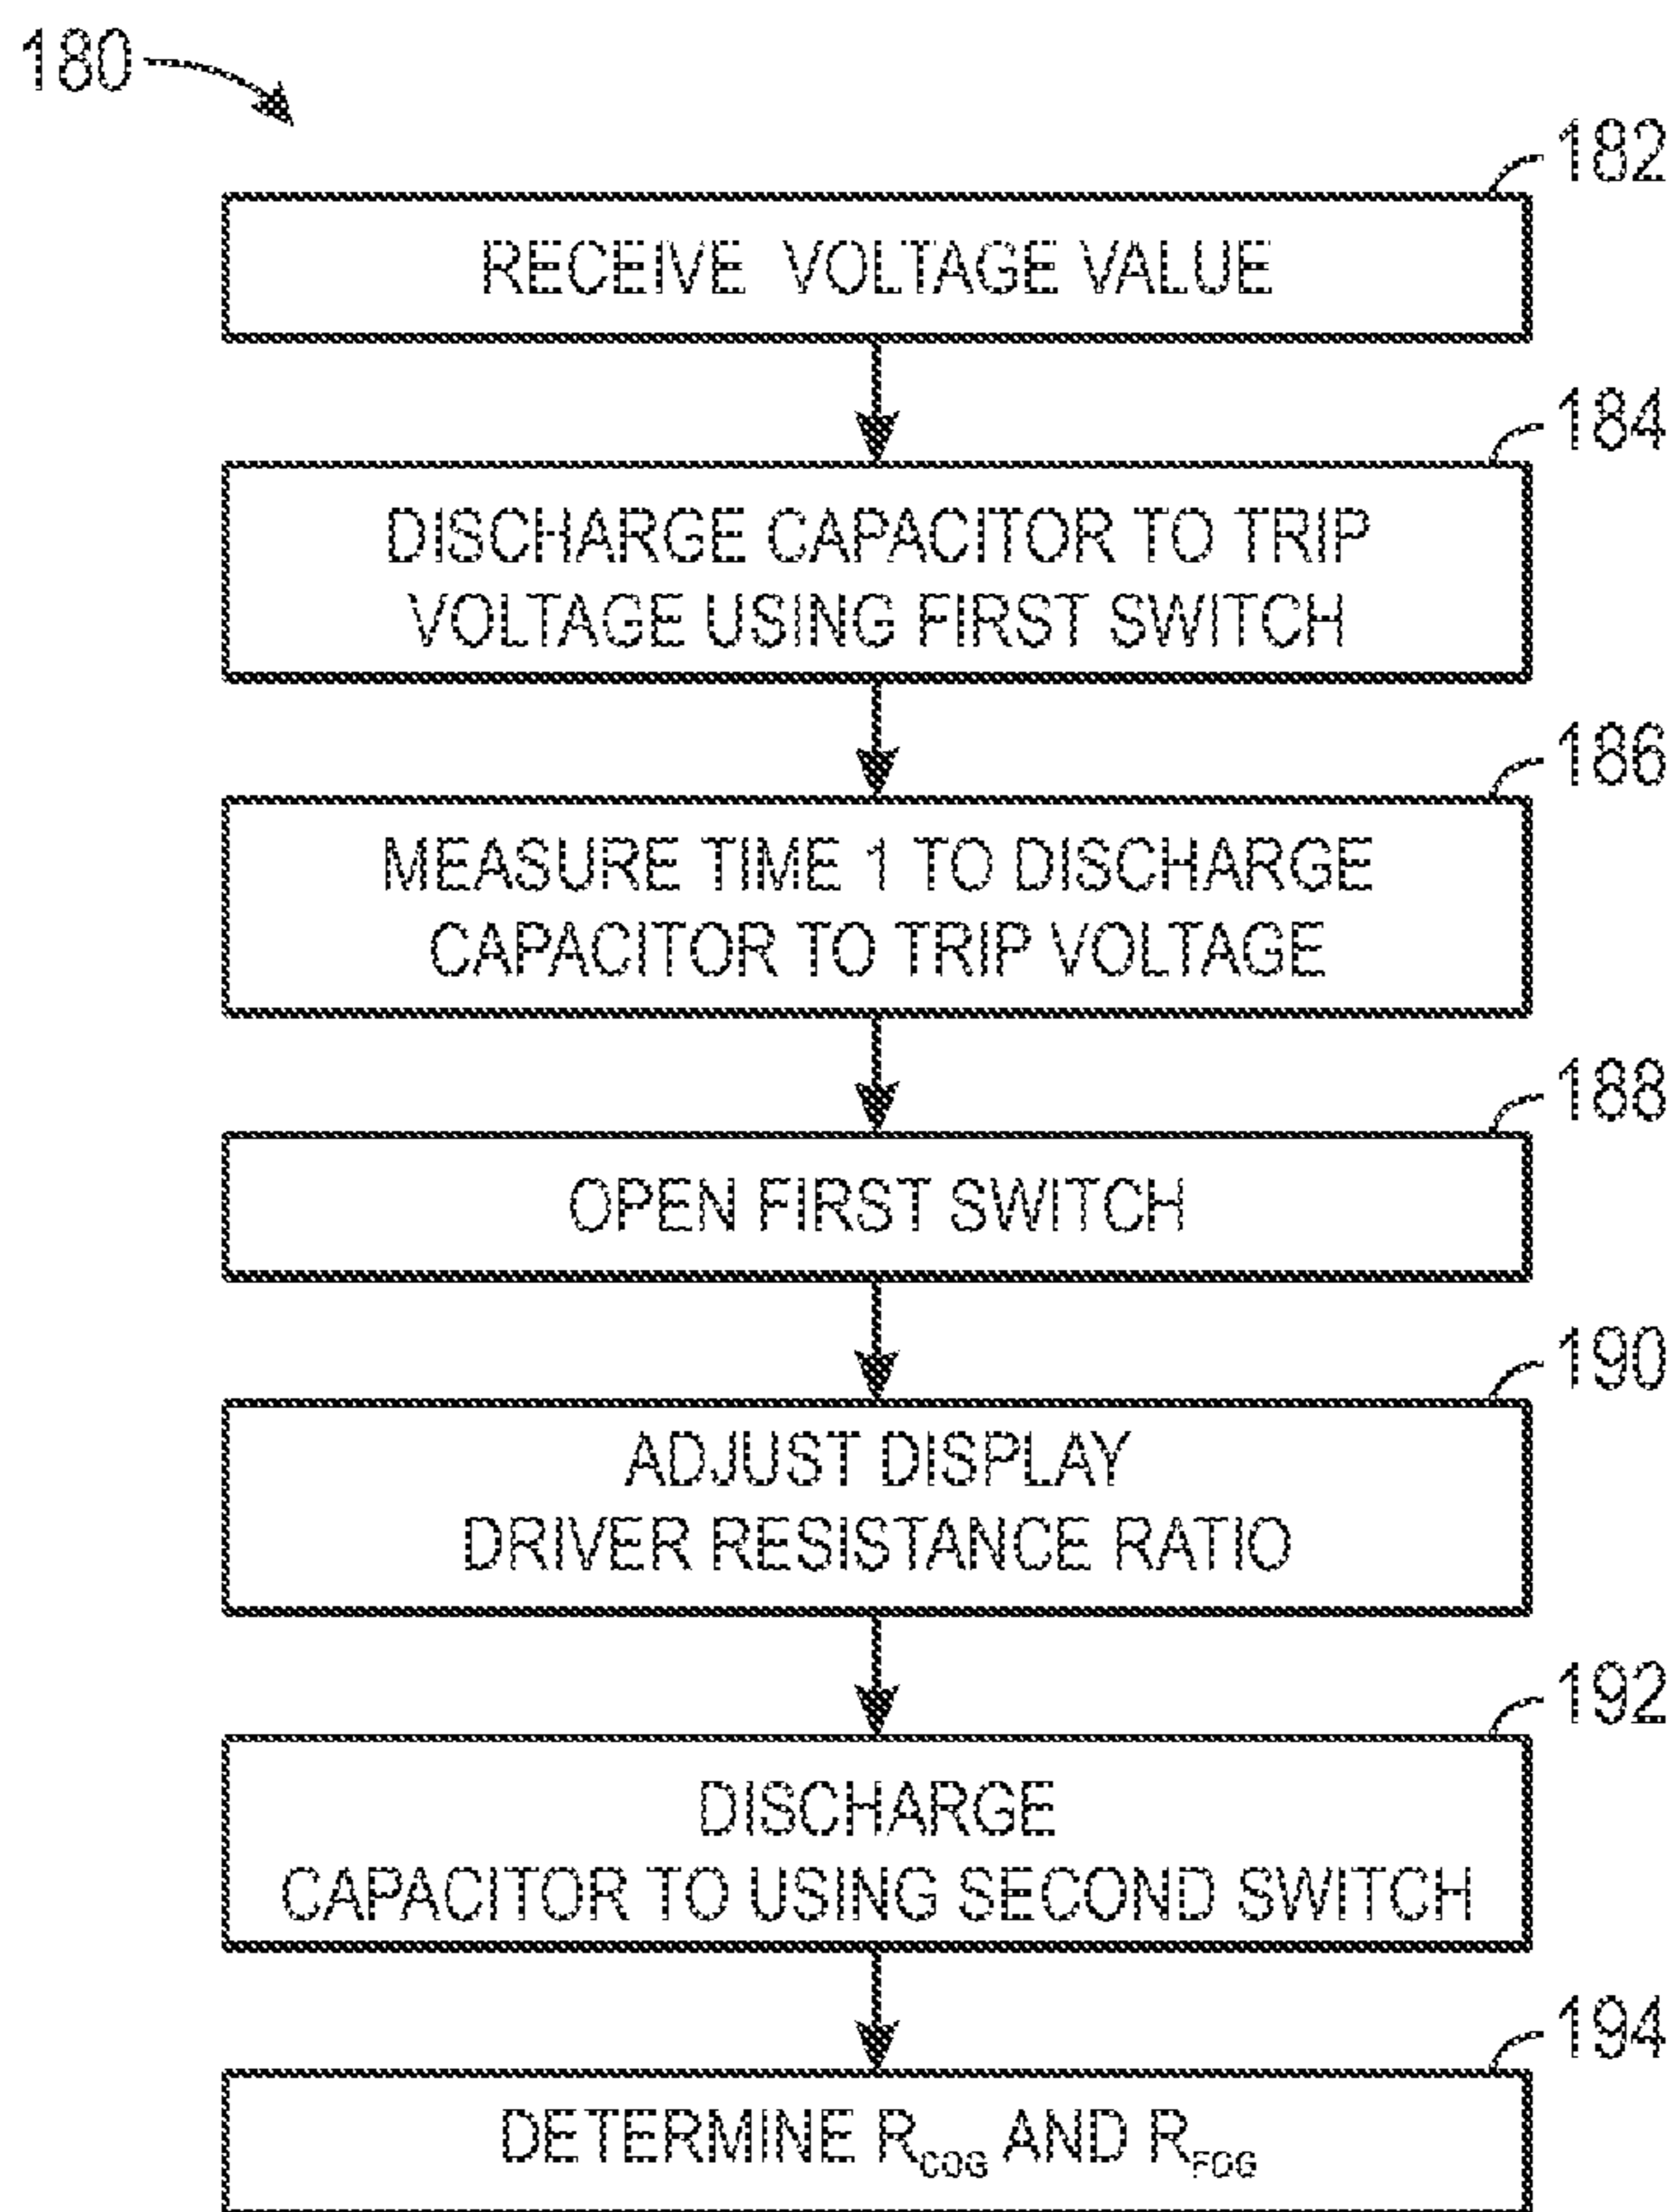 180
182
RECEIVE VOLTAGE VALUE
184
DISCHARGE CAPACITOR TO TRIP
VOLTAGE USING FIRST SWITCH
186
MEASURE TIME 1 TO DISCHARGE
CAPACITOR TO TRIP VOLTAGE
188
OPEN FIRST SWITCH
190
ADJUST DISPLAY
DRIVER RESISTANCE RATIO
192
DISCHARGE
CAPACITOR TO USING SECOND SWITCH
194
DETERMINE R_COG AND R_FOG